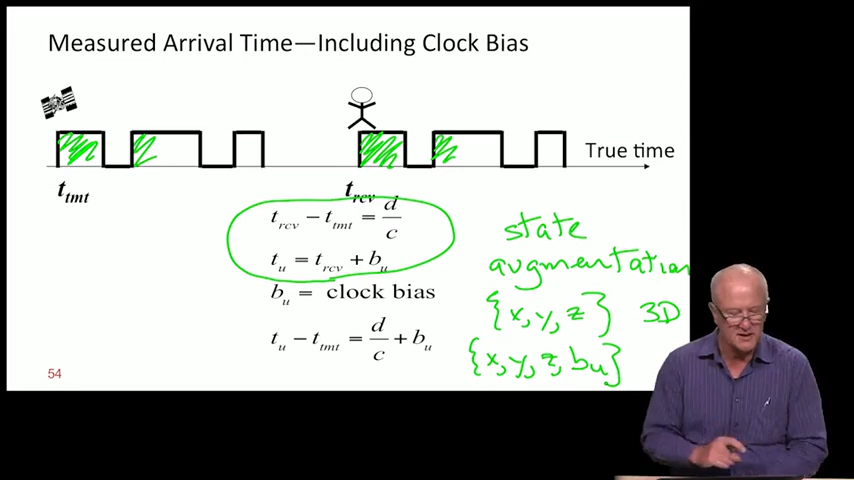 Measured Arrival Time—Including Clock Bias
True time
t_tmt
t_rcv
t_rcv − t_tmt = d/c
t_u = t_rcv + b_u
b_u = clock bias
t_u − t_tmt = d/c + b_u
state
augmentation
{x,y,z} 3D
{x,y,z,b_u}
54